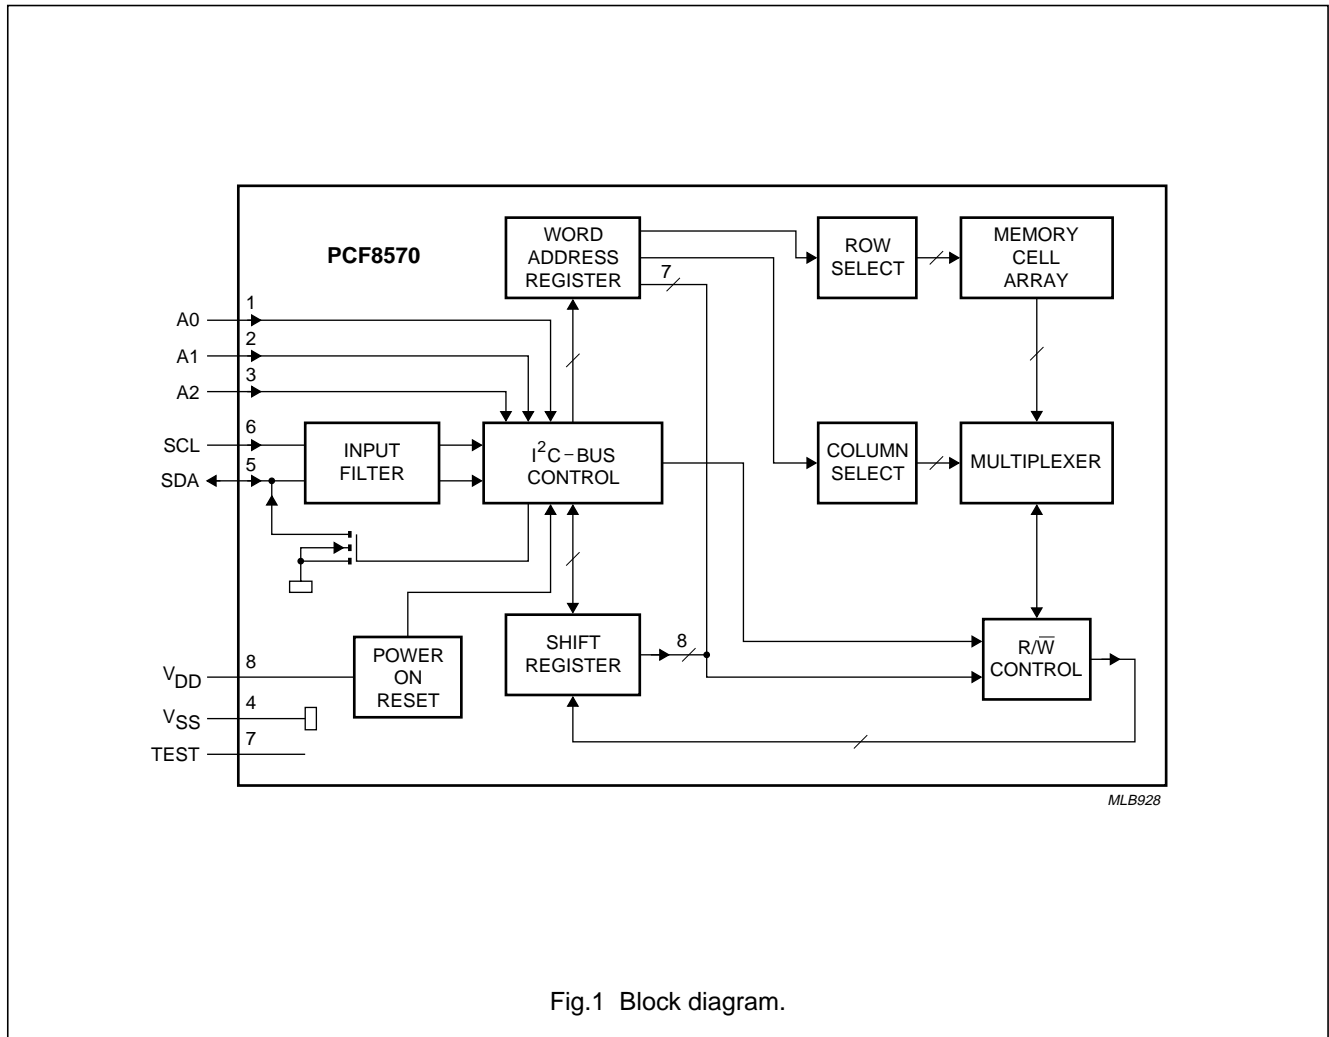 PCF8570
WORD
ADDRESS
REGISTER
7
ROW
SELECT
MEMORY
CELL
ARRAY
A0
1
A1
2
A2
3
SCL
6
SDA
5
INPUT
FILTER
I²C-BUS
CONTROL
COLUMN
SELECT
MULTIPLEXER
POWER
ON
RESET
SHIFT
REGISTER
8
R/W̅
CONTROL
VDD
8
VSS
4
TEST
7
MLB928
Fig.1 Block diagram.